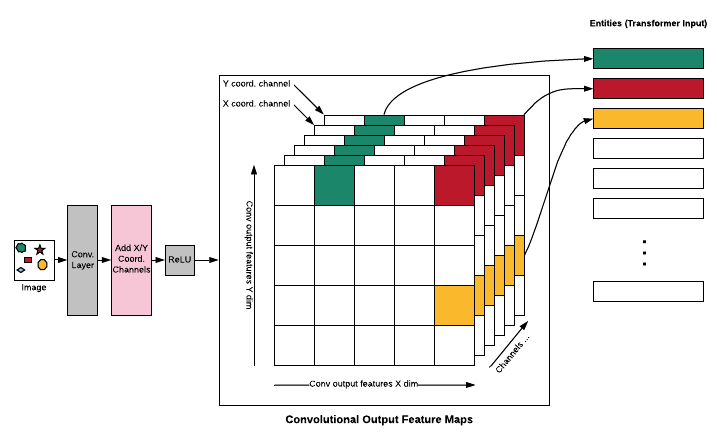 Entities (Transformer Input)
Y coord. channel
X coord. channel
Conv output features Y dim
Conv.
Layer
Add X/Y
Coord.
Channels
ReLU
Image
Channels ...
Conv output features X dim
Convolutional Output Feature Maps